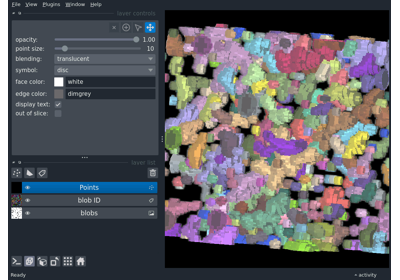 File View Plugins Window Help
layer controls
opacity: 1.00
point size: 10
blending: translucent
symbol: disc
face color: white
edge color: dimgrey
display text:
out of slice:
layer list
Points
blob ID
blobs
Ready
activity